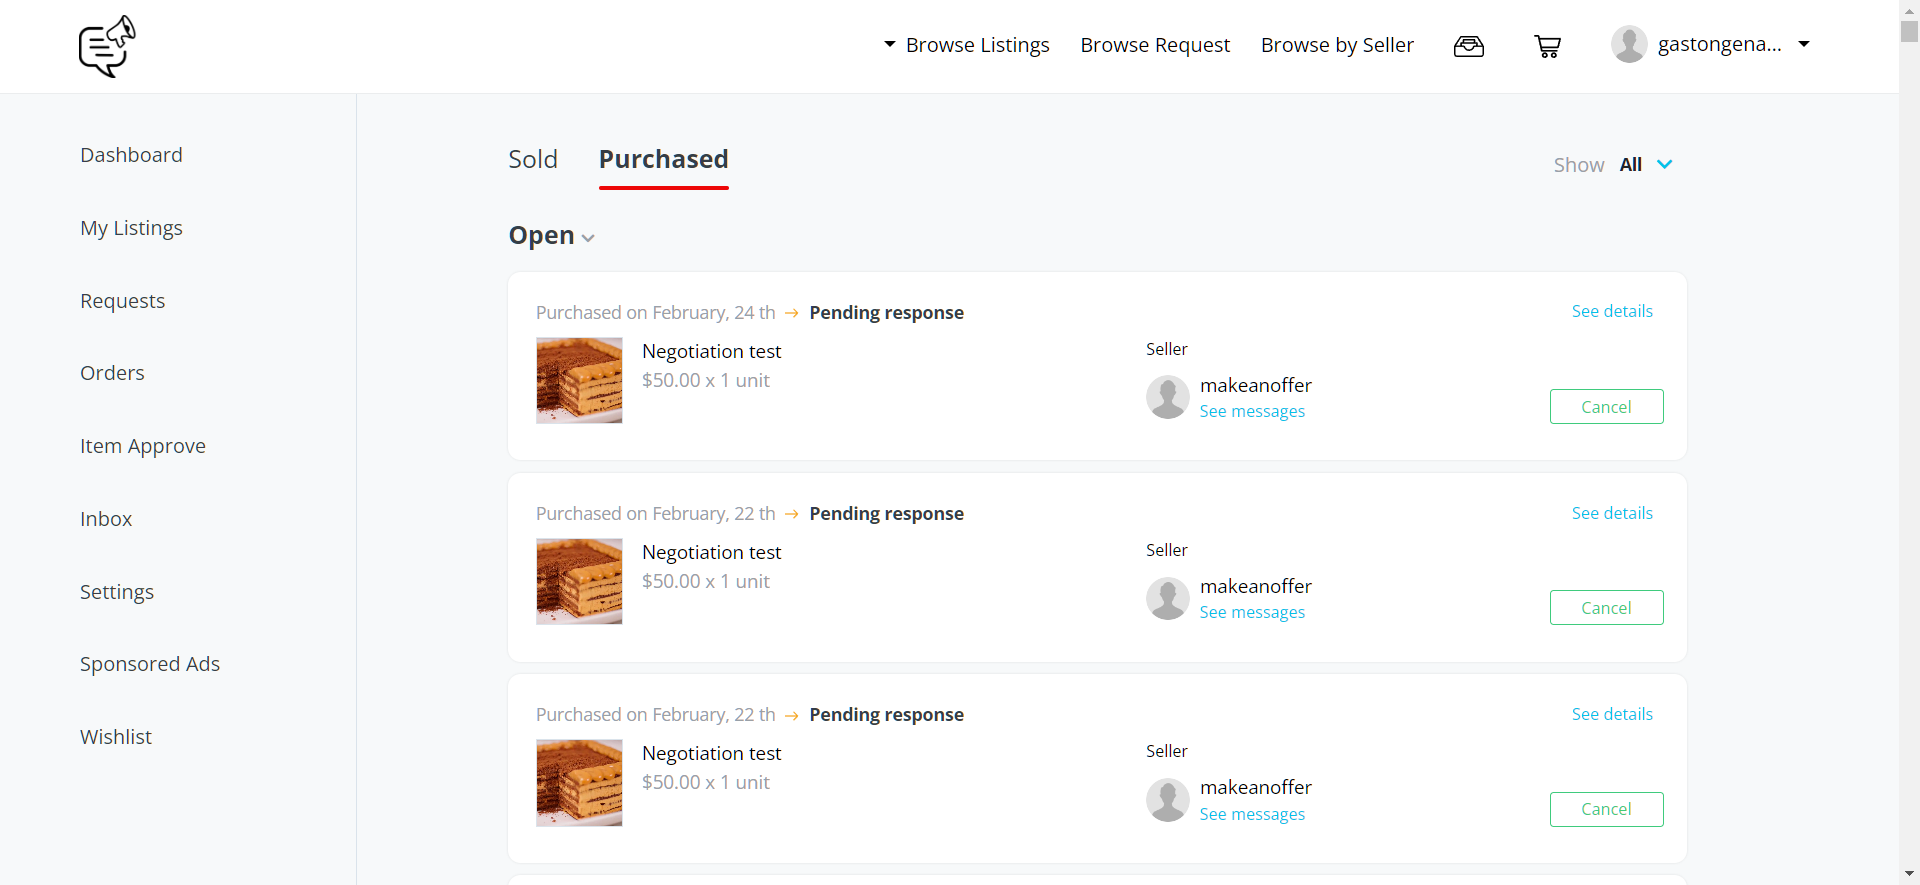 Browse Listings Browse Request Browse by Seller gastongena...
Dashboard
My Listings
Requests
Orders
Item Approve
Inbox
Settings
Sponsored Ads
Wishlist
Sold Purchased
Show All
Open
Purchased on February, 24 th → Pending response
See details
Negotiation test
$50.00 x 1 unit
Seller
makeanoffer
See messages
Cancel
Purchased on February, 22 th → Pending response
See details
Negotiation test
$50.00 x 1 unit
Seller
makeanoffer
See messages
Cancel
Purchased on February, 22 th → Pending response
See details
Negotiation test
$50.00 x 1 unit
Seller
makeanoffer
See messages
Cancel